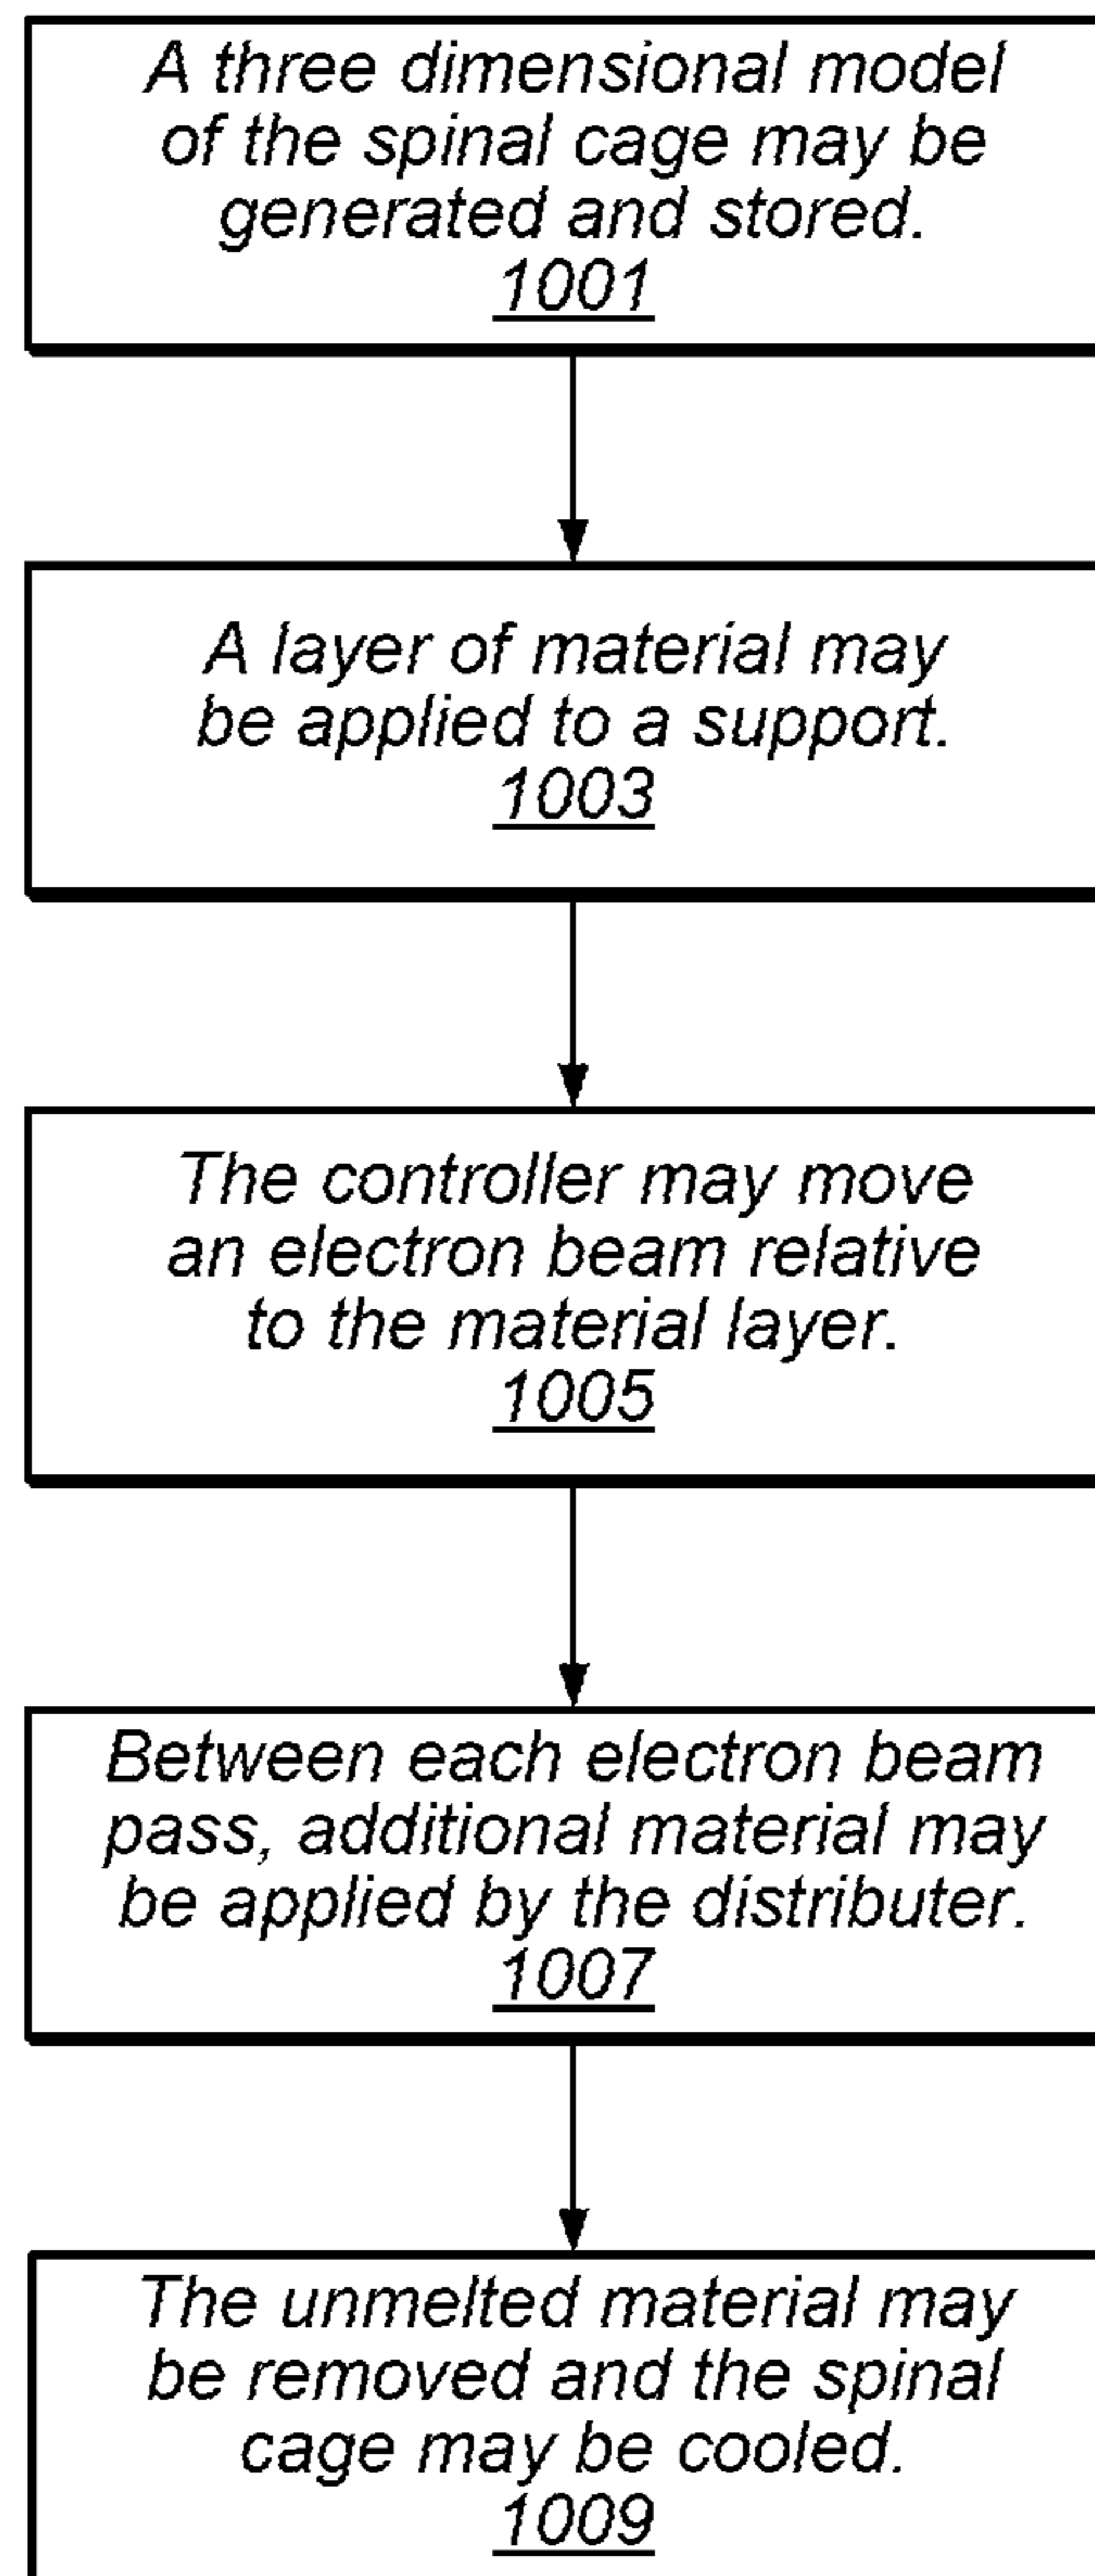 A three dimensional model
of the spinal cage may be
generated and stored.
1001
A layer of material may
be applied to a support.
1003
The controller may move
an electron beam relative
to the material layer.
1005
Between each electron beam
pass, additional material may
be applied by the distributer.
1007
The unmelted material may
be removed and the spinal
cage may be cooled.
1009